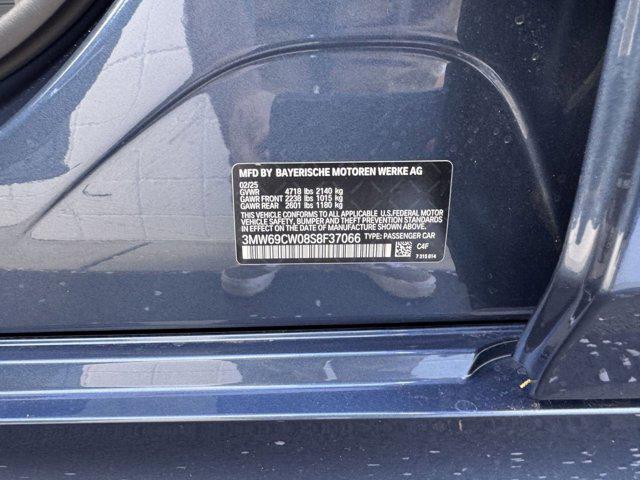 MFD BY BAYERISCHE MOTOREN WERKE AG
02/25
GVWR 4718 lbs 2140 kg
GAWR FRONT 2238 lbs 1015 kg
GAWR REAR 2601 lbs 1180 kg
THIS VEHICLE CONFORMS TO ALL APPLICABLE U.S.FEDERAL MOTOR
VEHICLE SAFETY, BUMPER AND THEFT PREVENTION STANDARDS
IN EFFECT ON THE DATE OF MANUFACTURE SHOWN ABOVE.
3MW69CW08S8F37066 TYPE: PASSENGER CAR
C4F
7 315 614